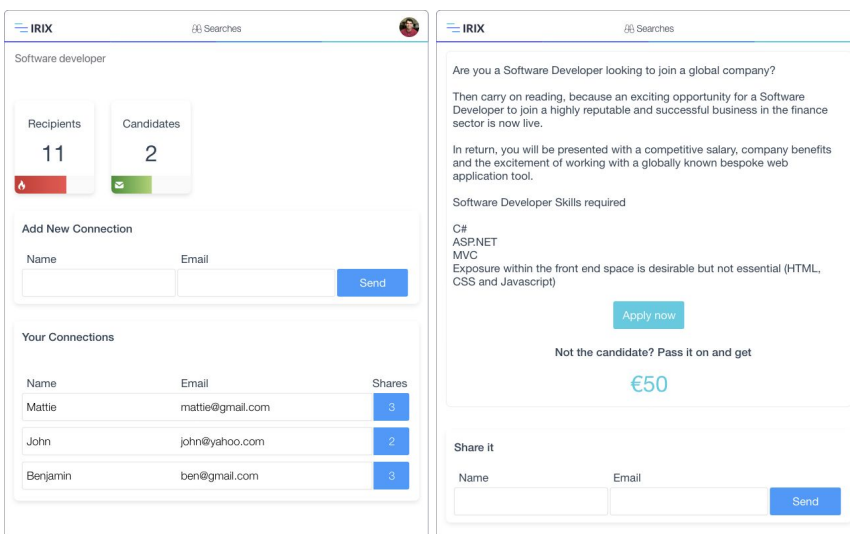 IRIX
Searches
Software developer
Recipients
11
Candidates
2
Add New Connection
Name Email
Send
Your Connections
Name Email Shares
Mattie mattie@gmail.com 3
John john@yahoo.com 2
Benjamin ben@gmail.com 3
IRIX
Searches
Are you a Software Developer looking to join a global company?
Then carry on reading, because an exciting opportunity for a Software
Developer to join a highly reputable and successful business in the finance
sector is now live.
In return, you will be presented with a competitive salary, company benefits
and the excitement of working with a globally known bespoke web
application tool.
Software Developer Skills required
C#
ASP.NET
MVC
Exposure within the front end space is desirable but not essential (HTML,
CSS and Javascript)
Apply now
Not the candidate? Pass it on and get
€50
Share it
Name Email
Send